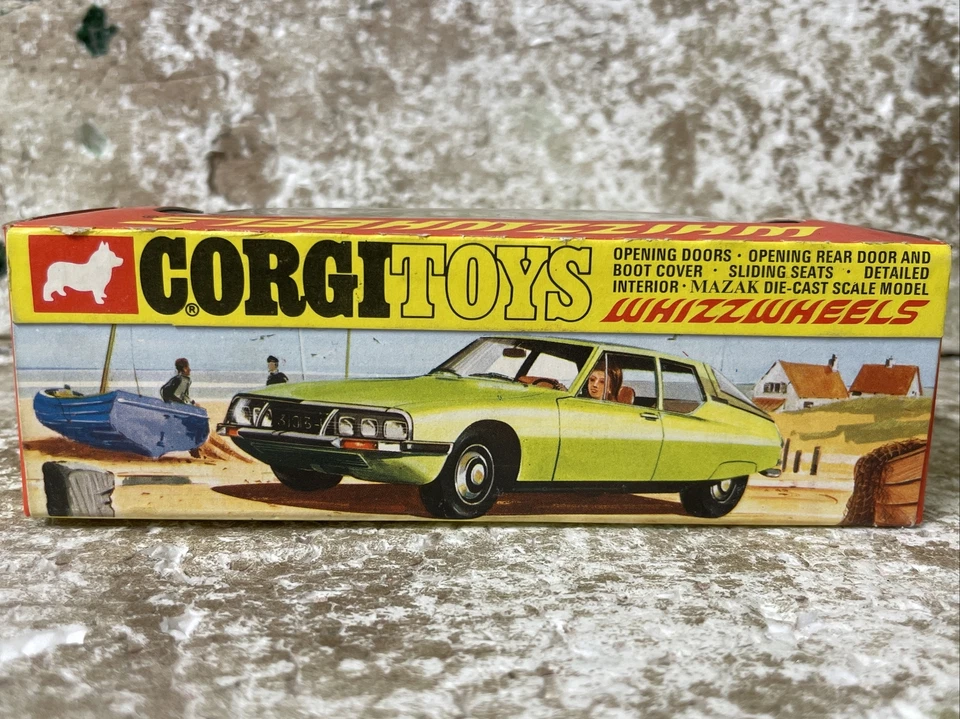 WHIZZWHEELS
CORGI TOYS
®
OPENING DOORS · OPENING REAR DOOR AND
BOOT COVER · SLIDING SEATS · DETAILED
INTERIOR · MAZAK DIE-CAST SCALE MODEL
WHIZZWHEELS